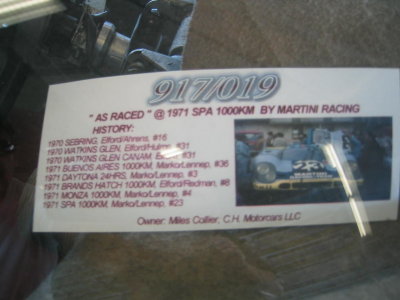 917/019
" AS RACED " @ 1971 SPA 1000KM BY MARTINI RACING
HISTORY:
1970 SEBRING, Elford/Ahrens, #16
1970 WATKINS GLEN, Elford/Hulms, #31
1970 WATKINS GLEN CANAM, #31
1971 BUENOS AIRES 1000KM, Marko/Lennep, #36
1971 DAYTONA 24HRS, Marko/Lennep, #3
1971 BRANDS HATCH 1000KM, Elford/Redman, #8
1971 MONZA 1000KM, Marko/Lennep, #4
1971 SPA 1000KM, Marko/Lennep, #23
Owner: Miles Collier, C.H. Motorcars LLC